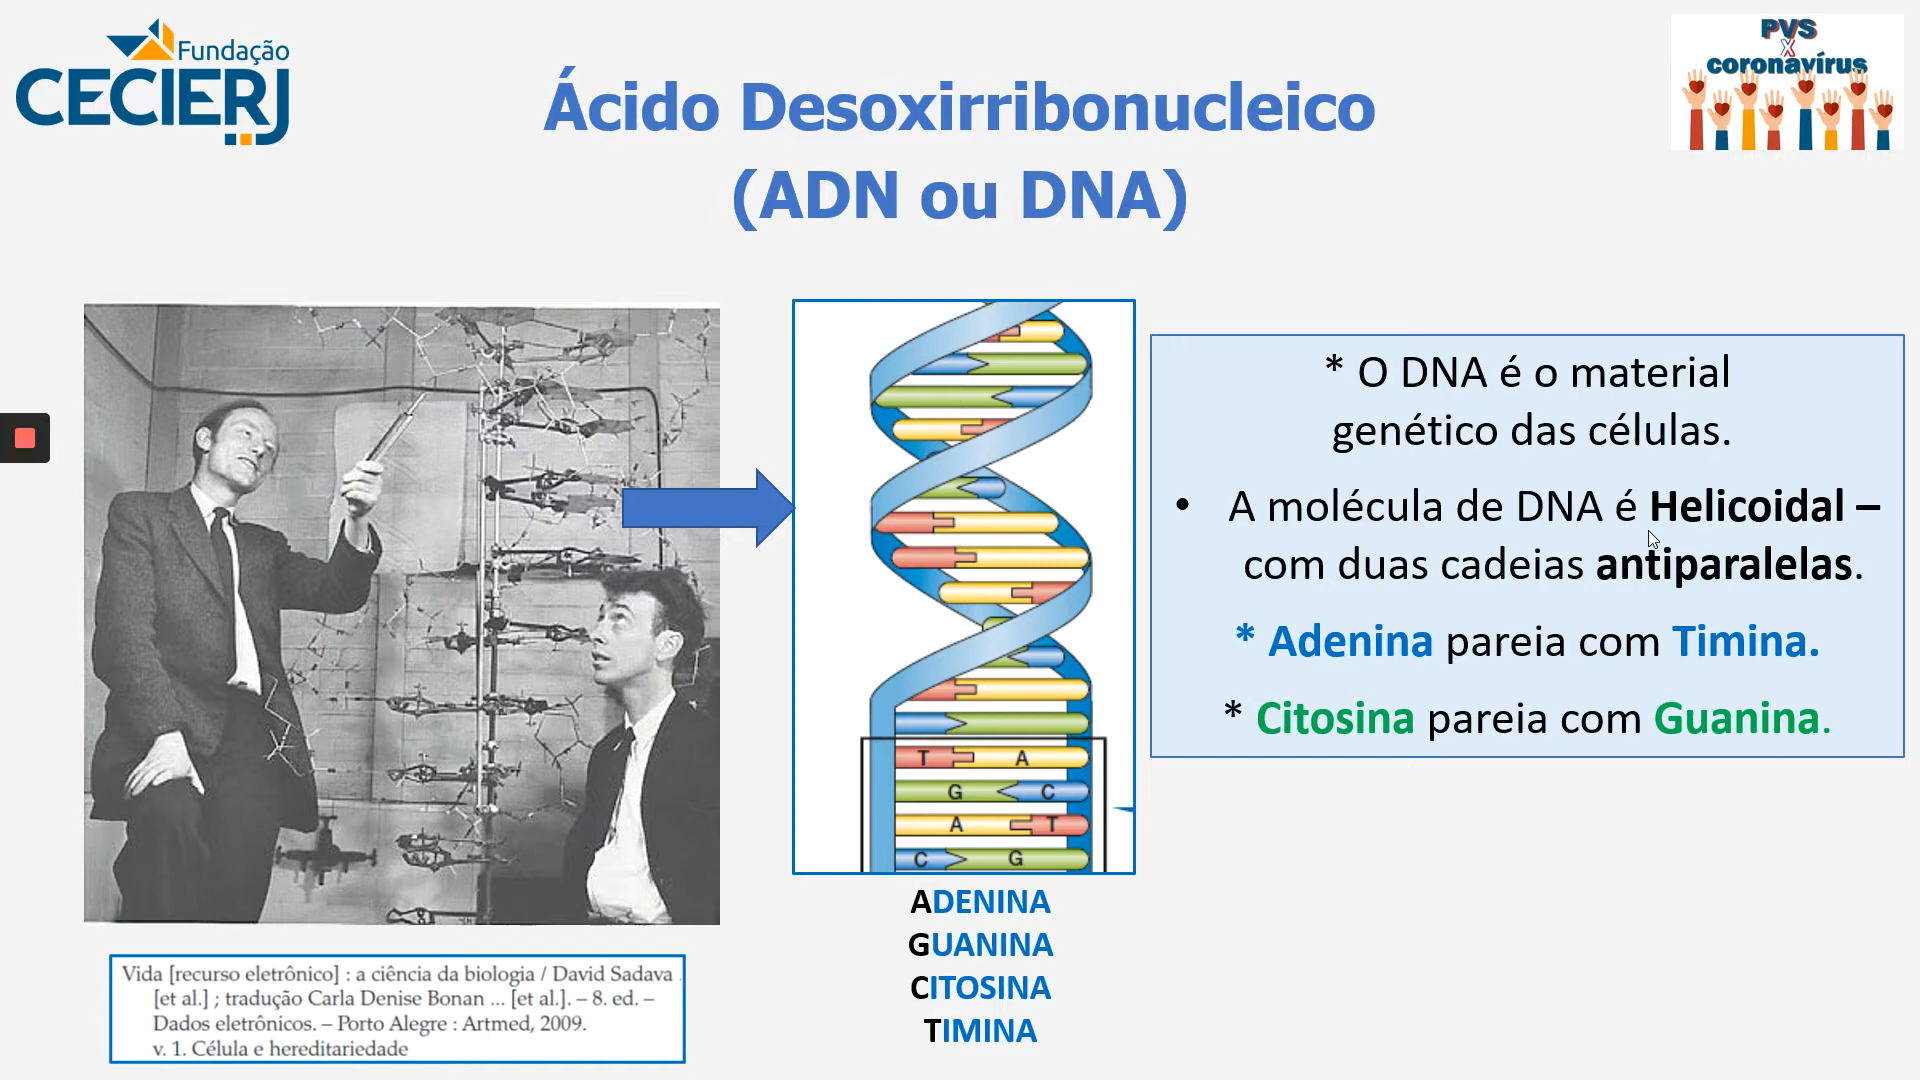 Fundação
CECIERJ
PVS
X
coronavírus
Ácido Desoxirribonucleico
(ADN ou DNA)
* O DNA é o material
genético das células.
• A molécula de DNA é Helicoidal –
com duas cadeias antiparalelas.
* Adenina pareia com Timina.
* Citosina pareia com Guanina.
T A
G C
A T
C G
ADENINA
GUANINA
CITOSINA
TIMINA
Vida [recurso eletrônico] : a ciência da biologia / David Sadava
[et al.] ; tradução Carla Denise Bonan ... [et al.]. – 8. ed. –
Dados eletrônicos. – Porto Alegre : Artmed, 2009.
v. 1. Célula e hereditariedade